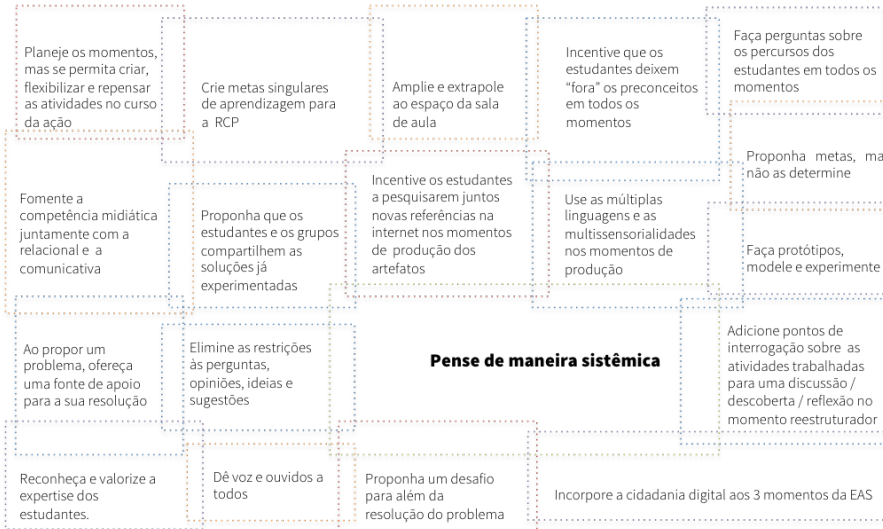 Planeje os momentos,
mas se permita criar,
flexibilizar e repensar
as atividades no curso
da ação
Crie metas singulares
de aprendizagem para
a RCP
Amplie e extrapole
ao espaço da sala
de aula
Incentive que os
estudantes deixem
“fora” os preconceitos
em todos os
momentos
Faça perguntas sobre
os percursos dos
estudantes em todos os
momentos
Proponha metas,
não as determine
Fomente a
competência midiática
juntamente com a
relacional e a
comunicativa
Proponha que os
estudantes e os grupos
compartilhem as
soluções já
experimentadas
Incentive os estudantes
a pesquisarem juntos
novas referências na
internet nos momentos
de produção dos
artefatos
Use as múltiplas
linguagens e as
multissensorialidades
nos momentos de
produção
Faça protótipos,
modele e experimente
Ao propor um
problema, ofereça
uma fonte de apoio
para a sua resolução
Elimine as restrições
às perguntas,
opiniões, ideias e
sugestões
Pense de maneira sistêmica
Adicione pontos de
interrogação sobre as
atividades trabalhadas
para uma discussão /
descoberta / reflexão no
momento reestruturador
Reconheça e valorize a
expertise dos
estudantes.
Dê voz e ouvidos a
todos
Proponha um desafio
para além da
resolução do problema
Incorpore a cidadania digital aos 3 momentos da EAS